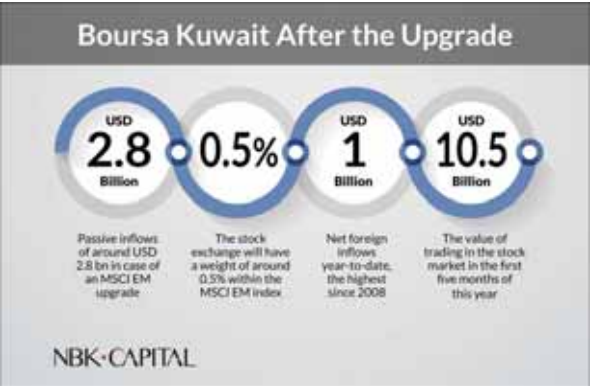 Boursa Kuwait After the Upgrade
USD
2.8
Billion
0.5%
USD
1
Billion
USD
10.5
Billion
Passive inflows
of around USD
2.8 bn in case of
an MSCI EM
upgrade
The stock
exchange will have
a weight of around
0.5% within the
MSCI EM index
Net foreign
inflows
year-to-date,
the highest
since 2008
The value of
trading in the stock
market in the first
five months of
this year
NBK CAPITAL